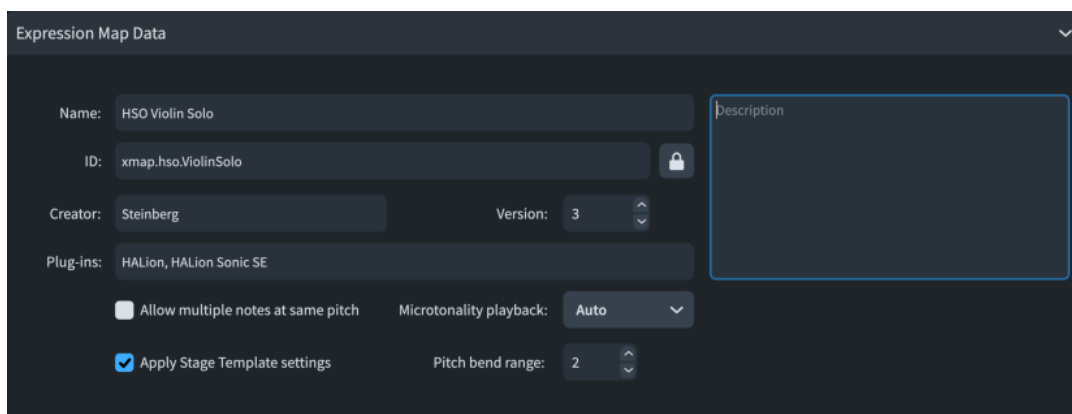 Expression Map Data
Name: HSO Violin Solo
Description
ID: xmap.hso.ViolinSolo
Creator: Steinberg Version: 3
Plug-ins: HALion, HALion Sonic SE
Allow multiple notes at same pitch Microtonality playback: Auto
Apply Stage Template settings Pitch bend range: 2